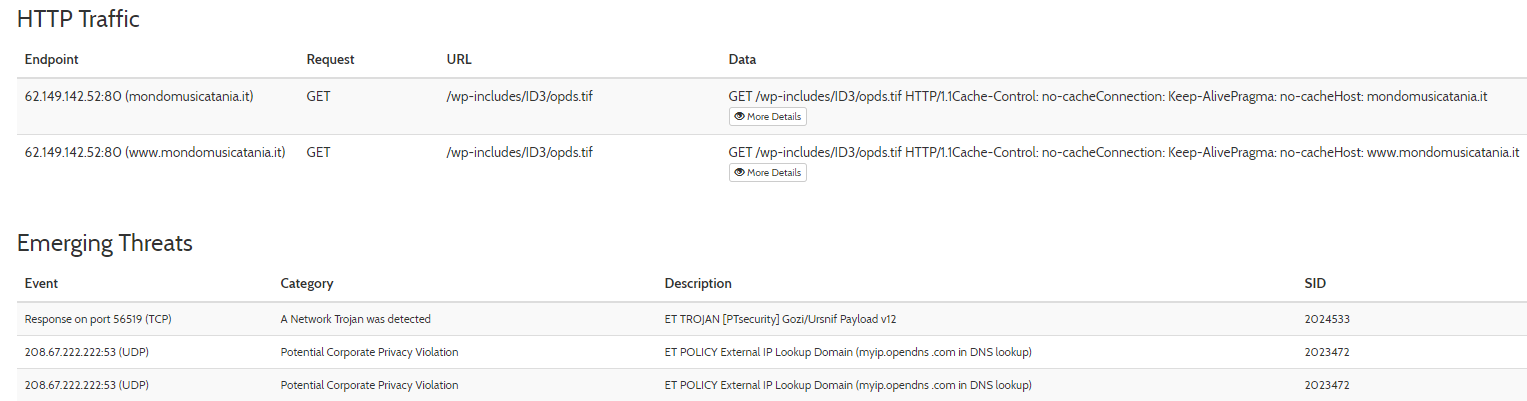 HTTP Traffic
Endpoint Request URL Data
62.149.142.52:80 (mondomusicatania.it) GET /wp-includes/ID3/opds.tif GET /wp-includes/ID3/opds.tif HTTP/1.1Cache-Control: no-cacheConnection: Keep-AlivePragma: no-cacheHost: mondomusicatania.it
More Details
62.149.142.52:80 (www.mondomusicatania.it) GET /wp-includes/ID3/opds.tif GET /wp-includes/ID3/opds.tif HTTP/1.1Cache-Control: no-cacheConnection: Keep-AlivePragma: no-cacheHost: www.mondomusicatania.it
More Details
Emerging Threats
Event Category Description SID
Response on port 56519 (TCP) A Network Trojan was detected ET TROJAN [PTsecurity] Gozi/Ursnif Payload v12 2024533
208.67.222.222:53 (UDP) Potential Corporate Privacy Violation ET POLICY External IP Lookup Domain (myip.opendns .com in DNS lookup) 2023472
208.67.222.222:53 (UDP) Potential Corporate Privacy Violation ET POLICY External IP Lookup Domain (myip.opendns .com in DNS lookup) 2023472